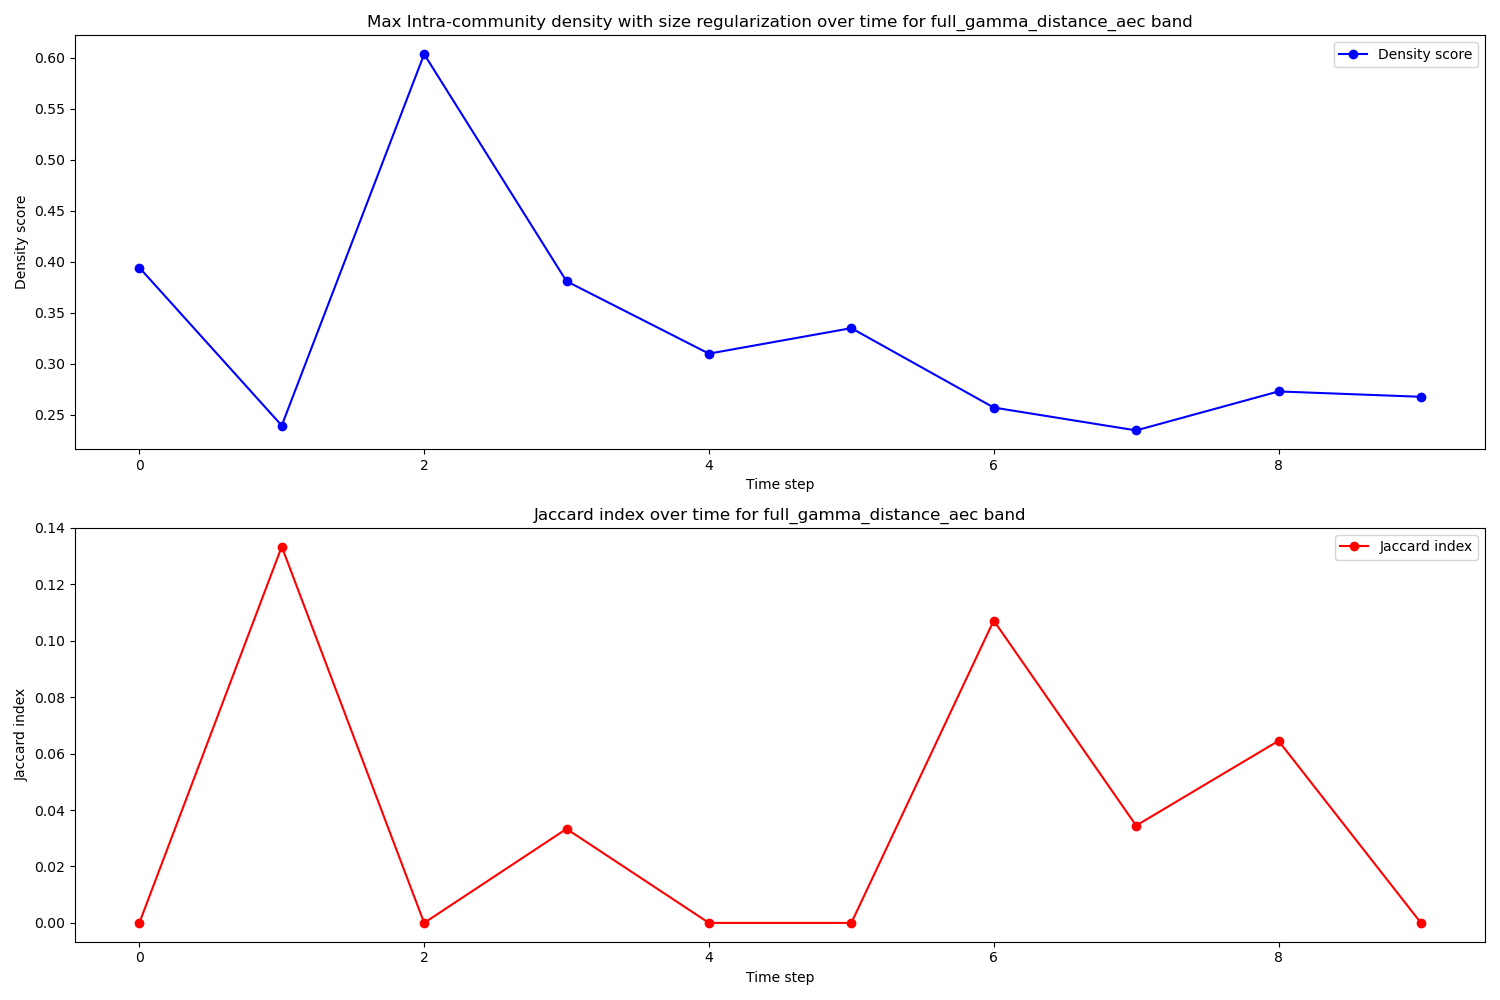 Max Intra-community density with size regularization over time for full_gamma_distance_aec band
Density score
0.60
0.55
0.50
0.45
0.40
0.35
0.30
0.25
Density score
0 2 4 6 8
Time step
Jaccard index over time for full_gamma_distance_aec band
Jaccard index
0.14
0.12
0.10
0.08
0.06
0.04
0.02
0.00
Jaccard index
0 2 4 6 8
Time step